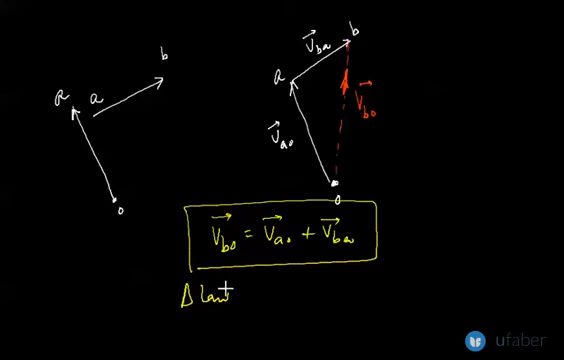 b
a
a
o
b
V⃗ba
a
V⃗bo
V⃗ao
o
V⃗bo = V⃗ao + V⃗ba
Δ law
ufaber